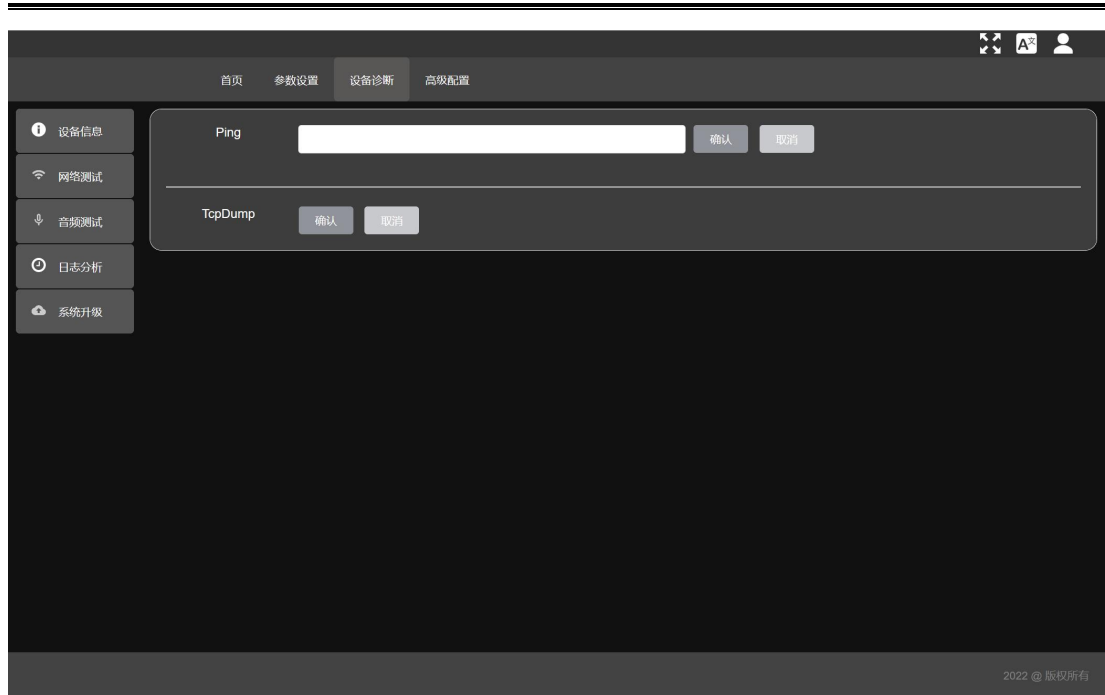 A文
首页 参数设置 设备诊断 高级配置
设备信息
网络测试
音频测试
日志分析
系统升级
Ping 确认 取消
TcpDump 确认 取消
2022 @ 版权所有